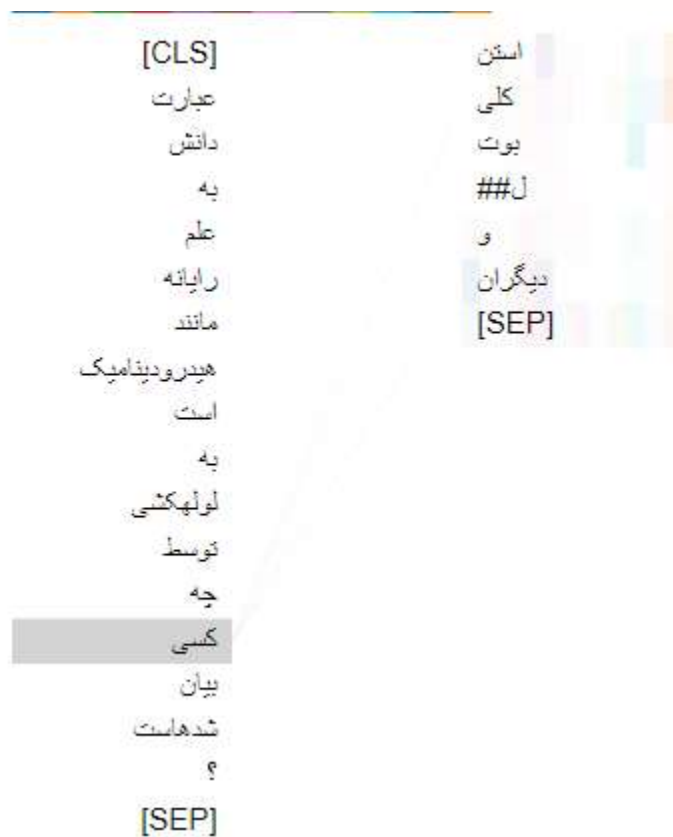 [CLS]
عبارت
دانش
به
علم
رایانه
مانند
هیدرودینامیک
است
به
لولهکشی
توسط
چه
کسی
بیان
شدهاست
؟
[SEP]
استن
کلی
بوت
##ل
و
دیگران
[SEP]